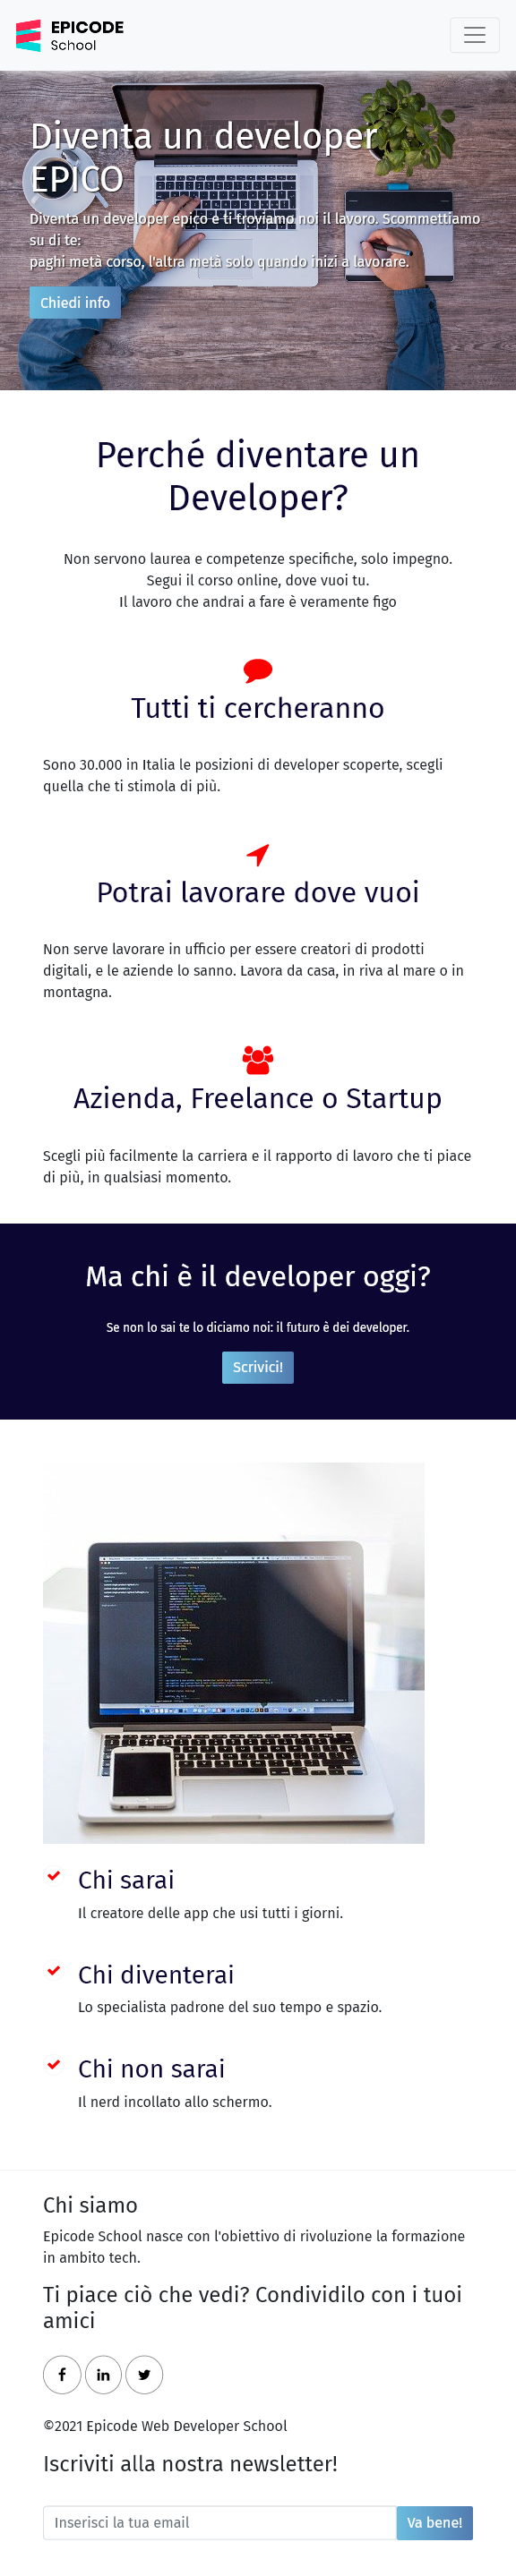 EPICODE
School
Diventa un developer
EPICO
Diventa un developer epico e ti troviamo noi il lavoro. Scommettiamo
su di te:
paghi metà corso, l'altra metà solo quando inizi a lavorare.
Chiedi info
Perché diventare un
Developer?
Non servono laurea e competenze specifiche, solo impegno.
Segui il corso online, dove vuoi tu.
Il lavoro che andrai a fare è veramente figo
Tutti ti cercheranno
Sono 30.000 in Italia le posizioni di developer scoperte, scegli
quella che ti stimola di più.
Potrai lavorare dove vuoi
Non serve lavorare in ufficio per essere creatori di prodotti
digitali, e le aziende lo sanno. Lavora da casa, in riva al mare o in
montagna.
Azienda, Freelance o Startup
Scegli più facilmente la carriera e il rapporto di lavoro che ti piace
di più, in qualsiasi momento.
Ma chi è il developer oggi?
Se non lo sai te lo diciamo noi: il futuro è dei developer.
Scrivici!
Chi sarai
Il creatore delle app che usi tutti i giorni.
Chi diventerai
Lo specialista padrone del suo tempo e spazio.
Chi non sarai
Il nerd incollato allo schermo.
Chi siamo
Epicode School nasce con l'obiettivo di rivoluzione la formazione
in ambito tech.
Ti piace ciò che vedi? Condividilo con i tuoi
amici
©2021 Epicode Web Developer School
Iscriviti alla nostra newsletter!
Inserisci la tua email
Va bene!